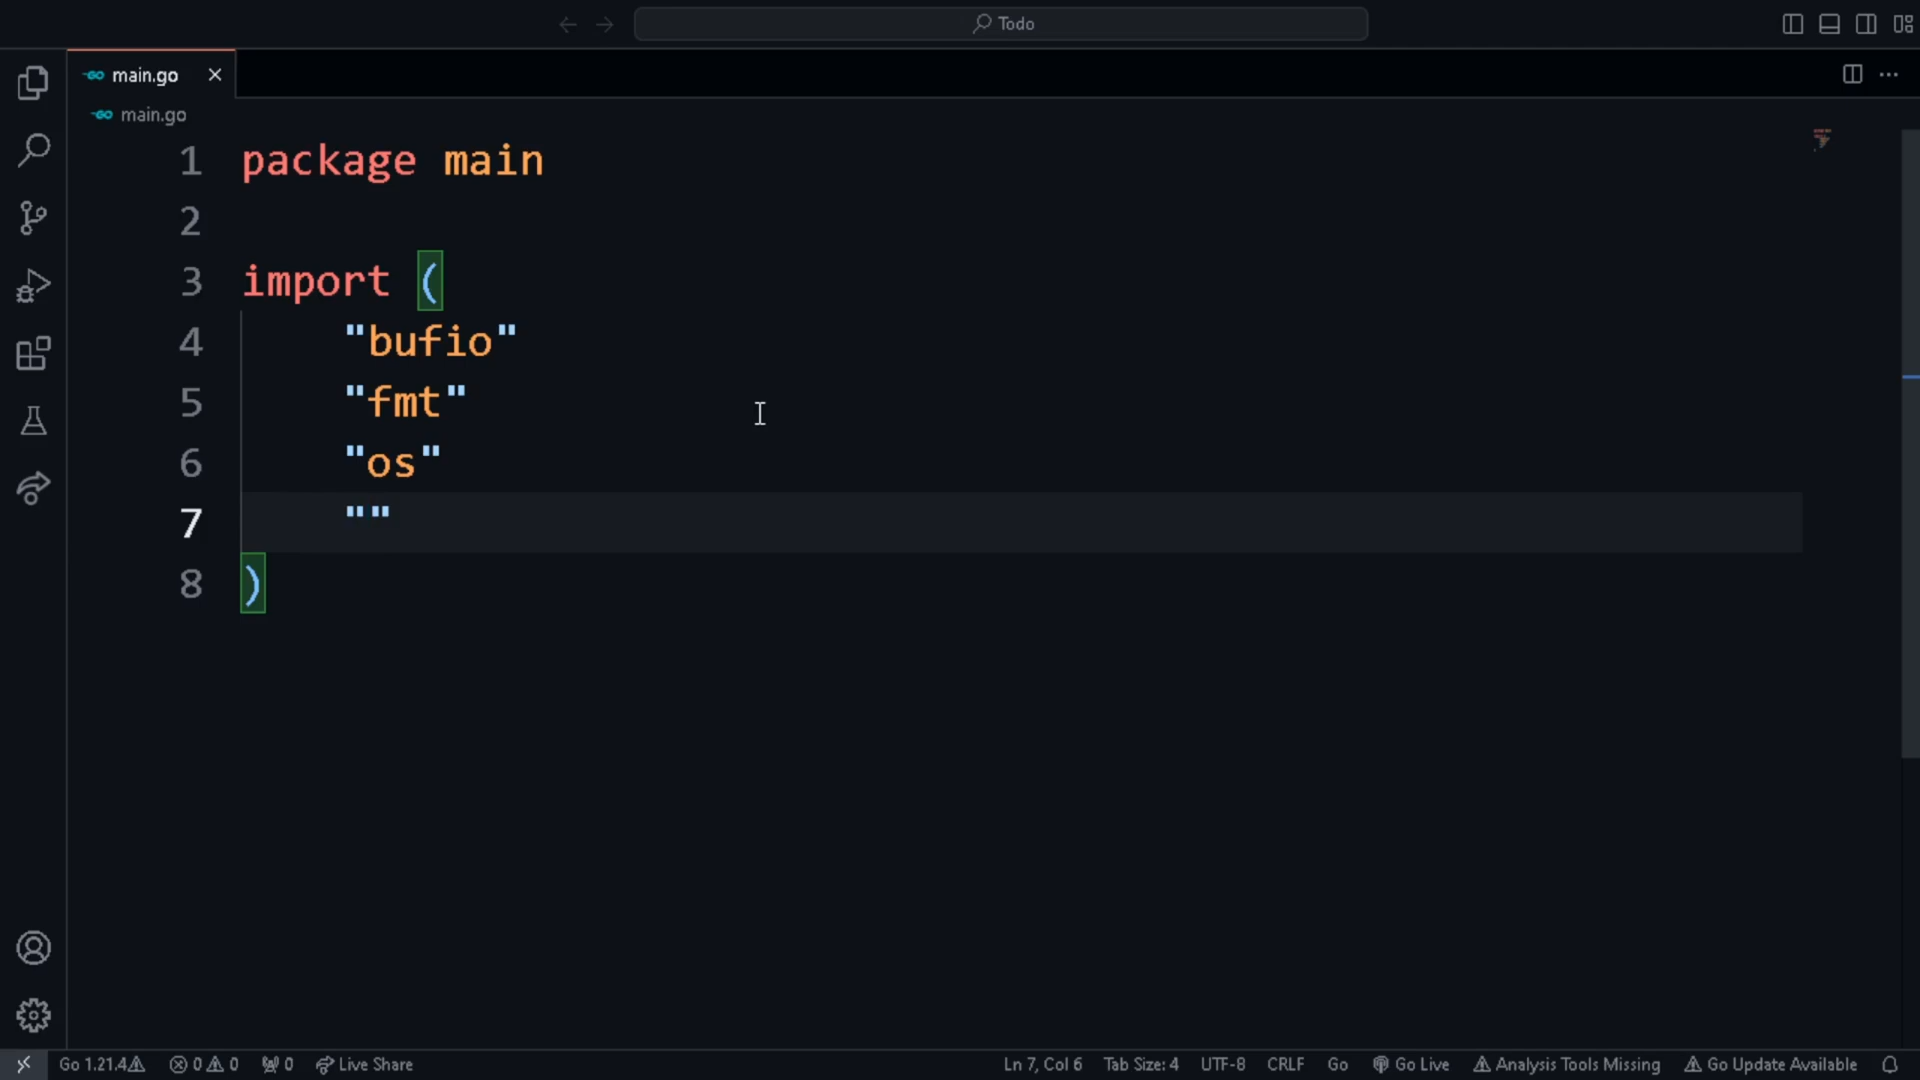 Todo
main.go
main.go
1 package main
2
3 import (
4 "bufio"
5 "fmt"
6 "os"
7 ""
8 )
Go 1.21.4 0 0 0 Live Share Ln 7, Col 6 Tab Size: 4 UTF-8 CRLF Go Go Live Analysis Tools Missing Go Update Available